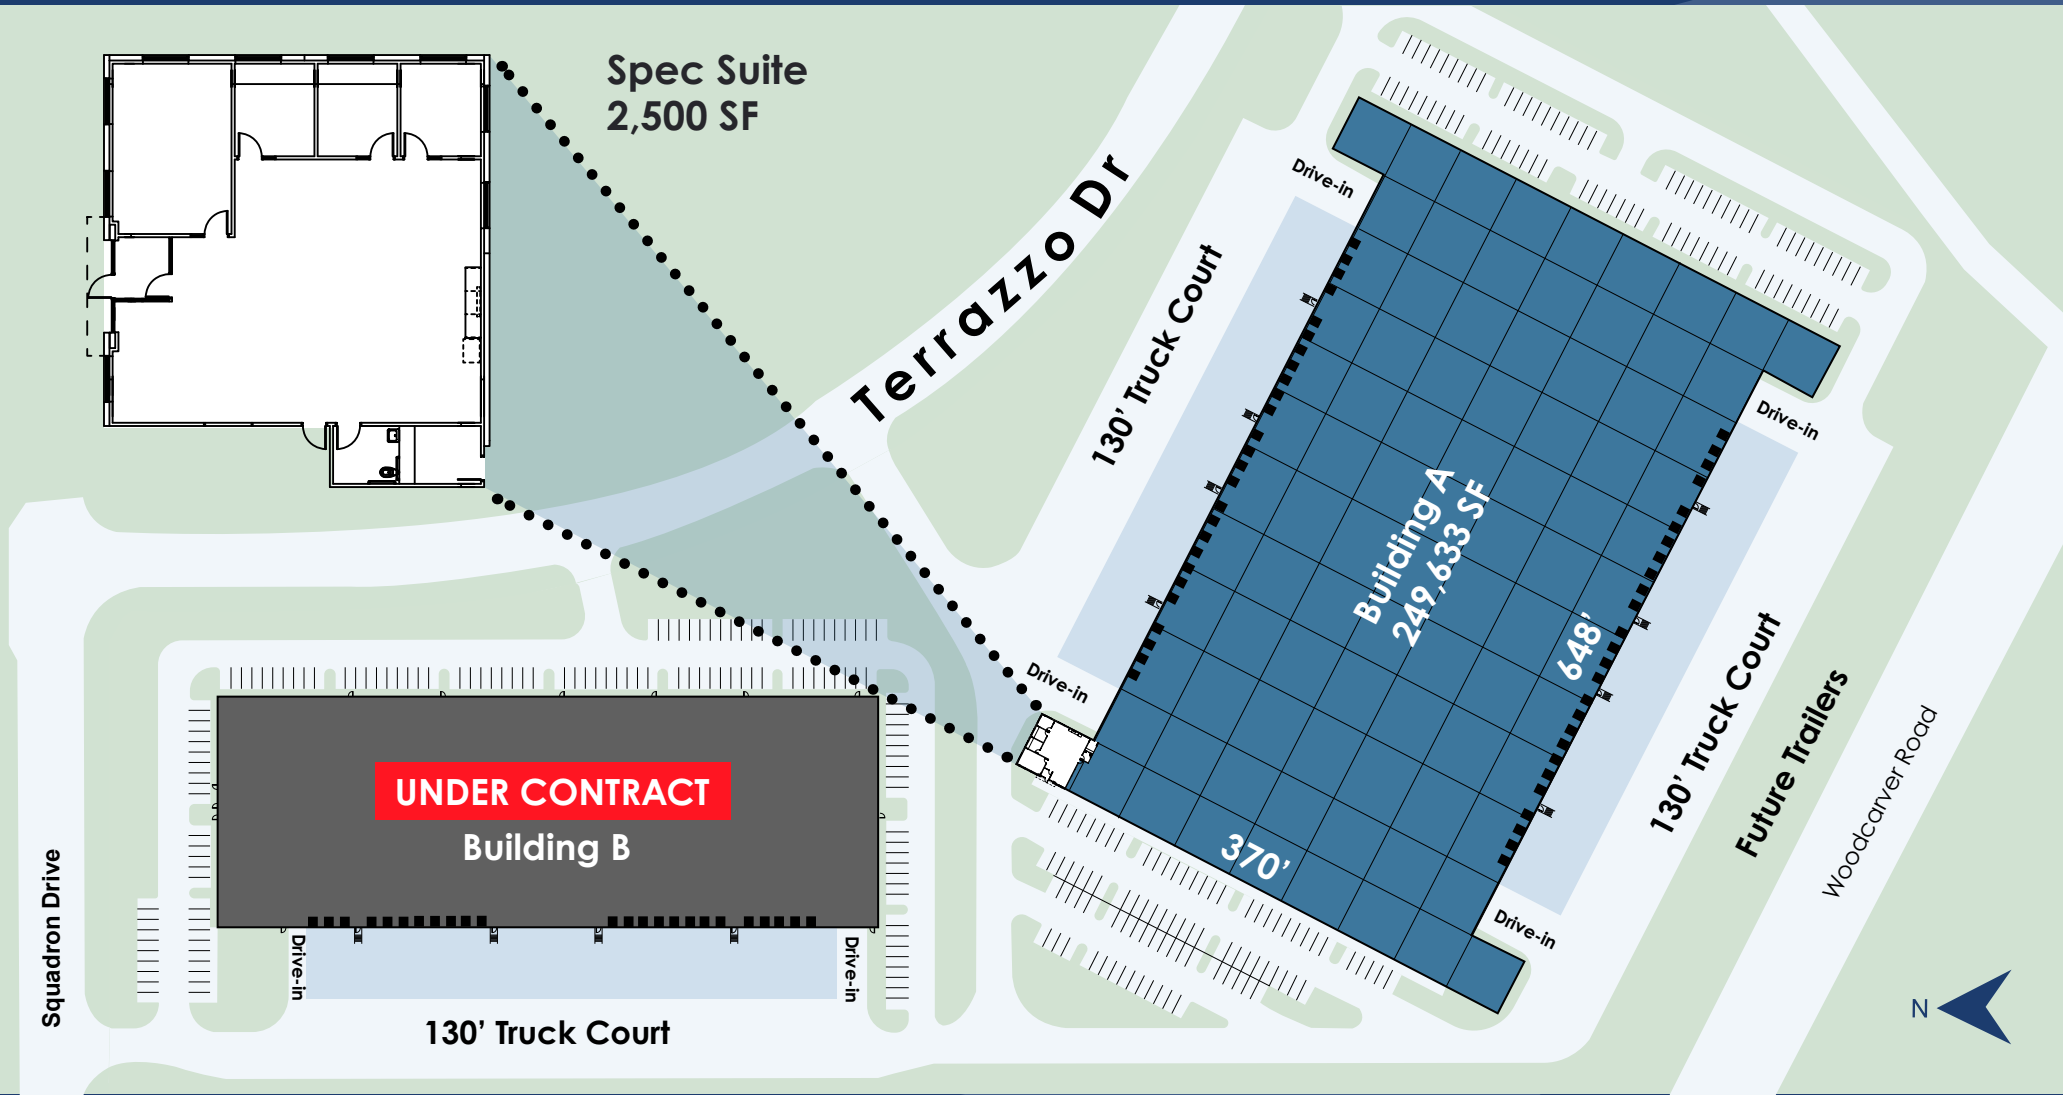 Spec Suite
2,500 SF
Terrazzo Dr
Drive-in
130’ Truck Court
Drive-in
Building A
249,633 SF
648’
370’
Drive-in
Drive-in
130’ Truck Court
Future Trailers
Woodcarver Road
UNDER CONTRACT
Building B
Squadron Drive
Drive-in
Drive-in
130’ Truck Court
N